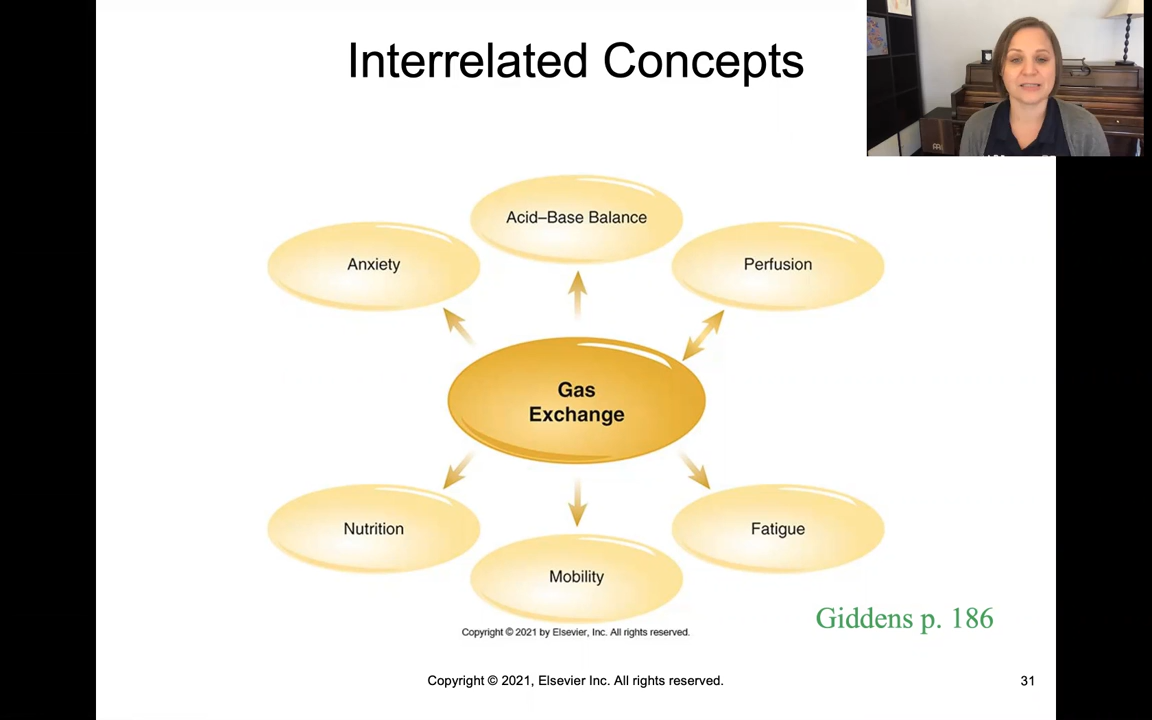 Interrelated Concepts
Acid–Base Balance
Anxiety
Perfusion
Gas
Exchange
Nutrition
Fatigue
Mobility
Giddens p. 186
Copyright © 2021 by Elsevier, Inc. All rights reserved.
Copyright © 2021, Elsevier Inc. All rights reserved.
31